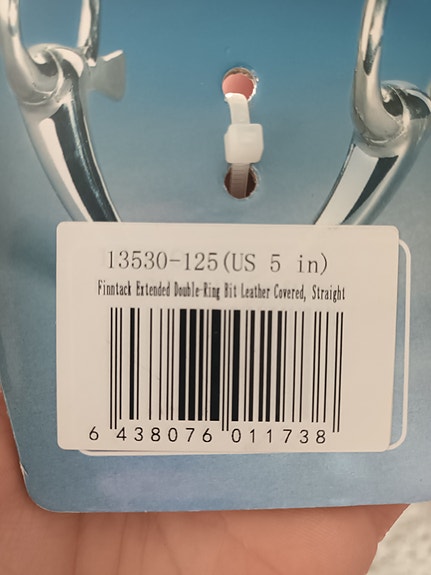 13530-125(US 5 in)
Finntack Extended Double-Ring Bit Leather Covered, Straight
6 438076 011738